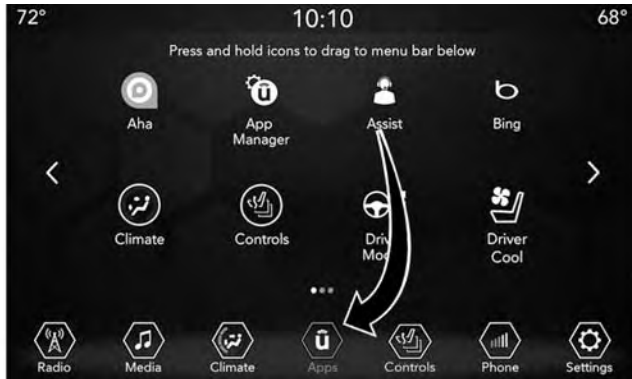 72° 10:10 68°
Press and hold icons to drag to menu bar below
Aha App Manager Assist Bing
Climate Controls Driver Cool
Radio Media Climate Apps Controls Phone Settings